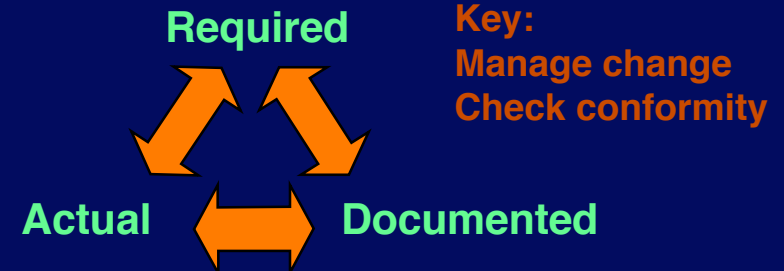 Required
Key:
Manage change
Check conformity
Actual
Documented